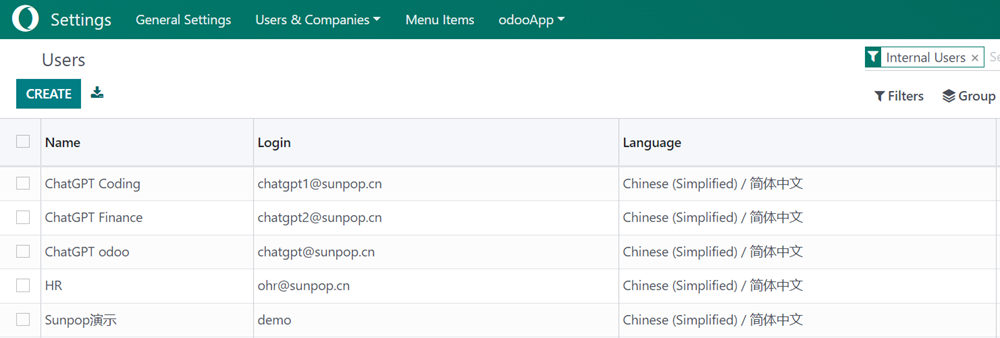 Settings General Settings Users & Companies Menu Items odooApp
Users Internal Users × Se
CREATE Filters Group
Name Login Language
ChatGPT Coding chatgpt1@sunpop.cn Chinese (Simplified) / 简体中文
ChatGPT Finance chatgpt2@sunpop.cn Chinese (Simplified) / 简体中文
ChatGPT odoo chatgpt@sunpop.cn Chinese (Simplified) / 简体中文
HR ohr@sunpop.cn Chinese (Simplified) / 简体中文
Sunpop演示 demo Chinese (Simplified) / 简体中文